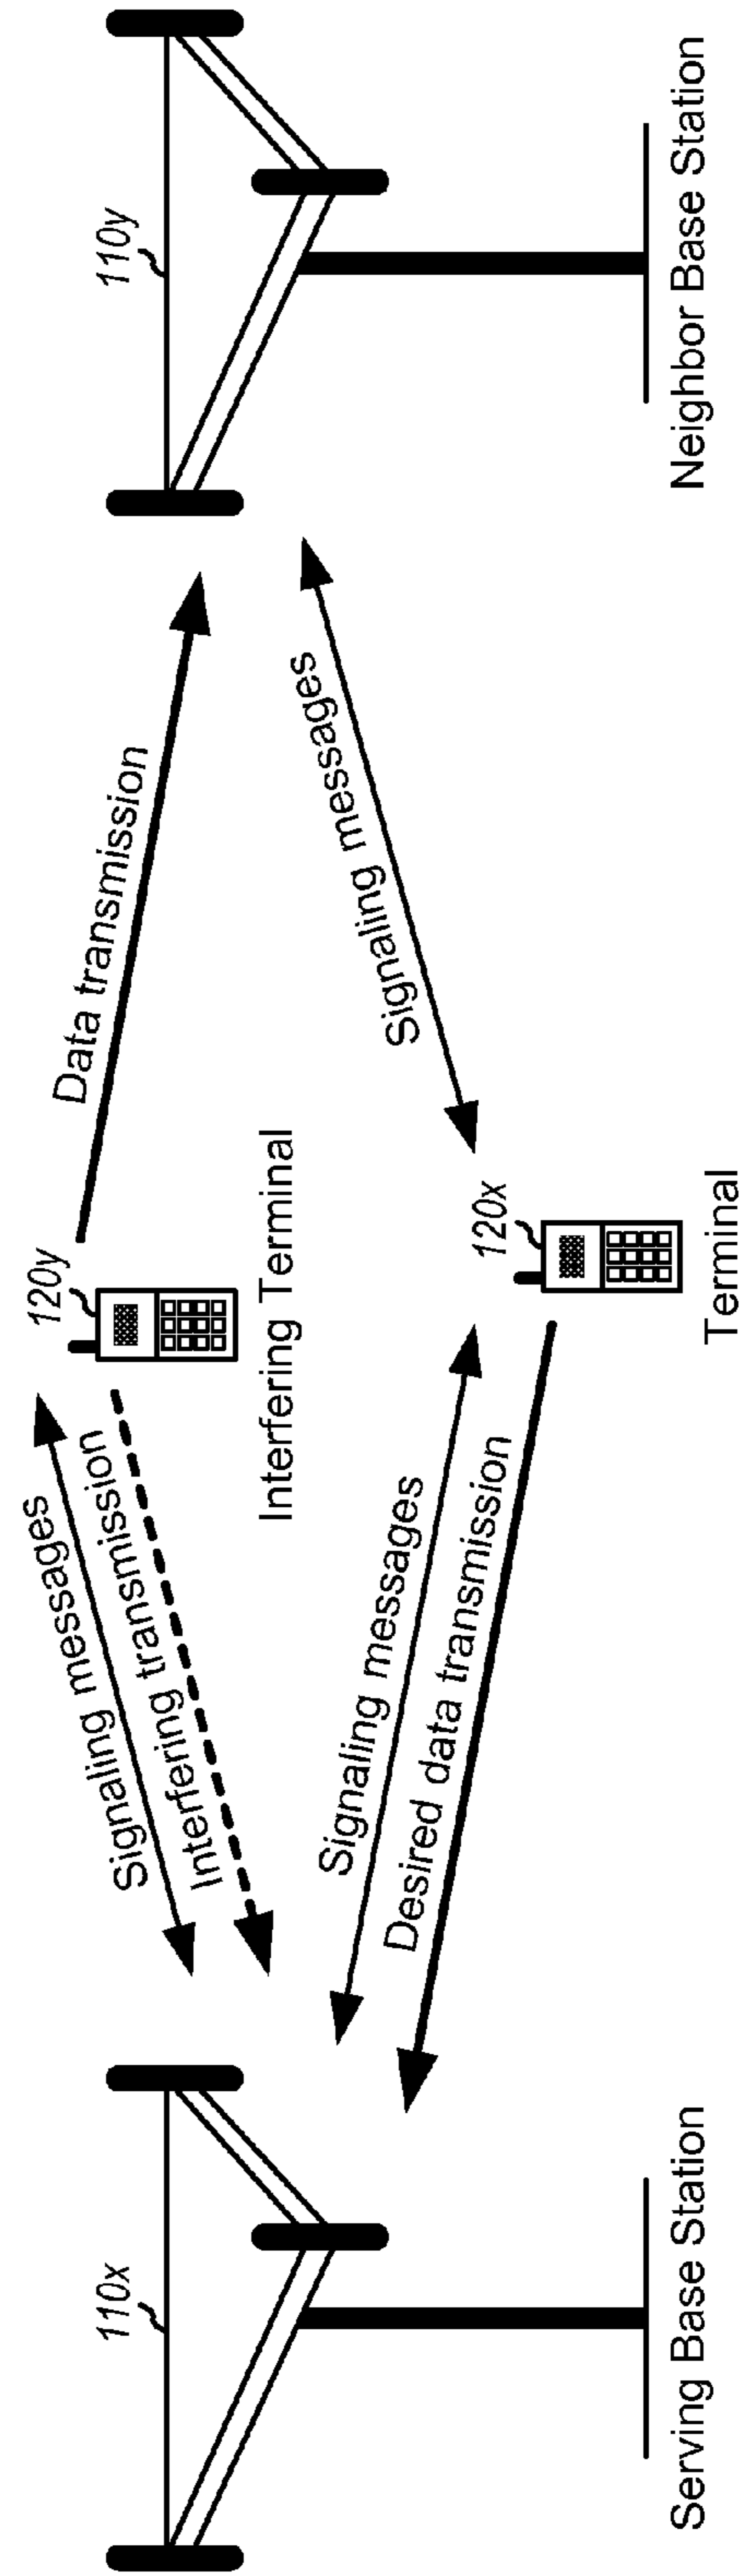 110x
Serving Base Station
Signaling messages
Interfering transmission
Signaling messages
Desired data transmission
120y
Interfering Terminal
120x
Terminal
Data transmission
Signaling messages
110y
Neighbor Base Station